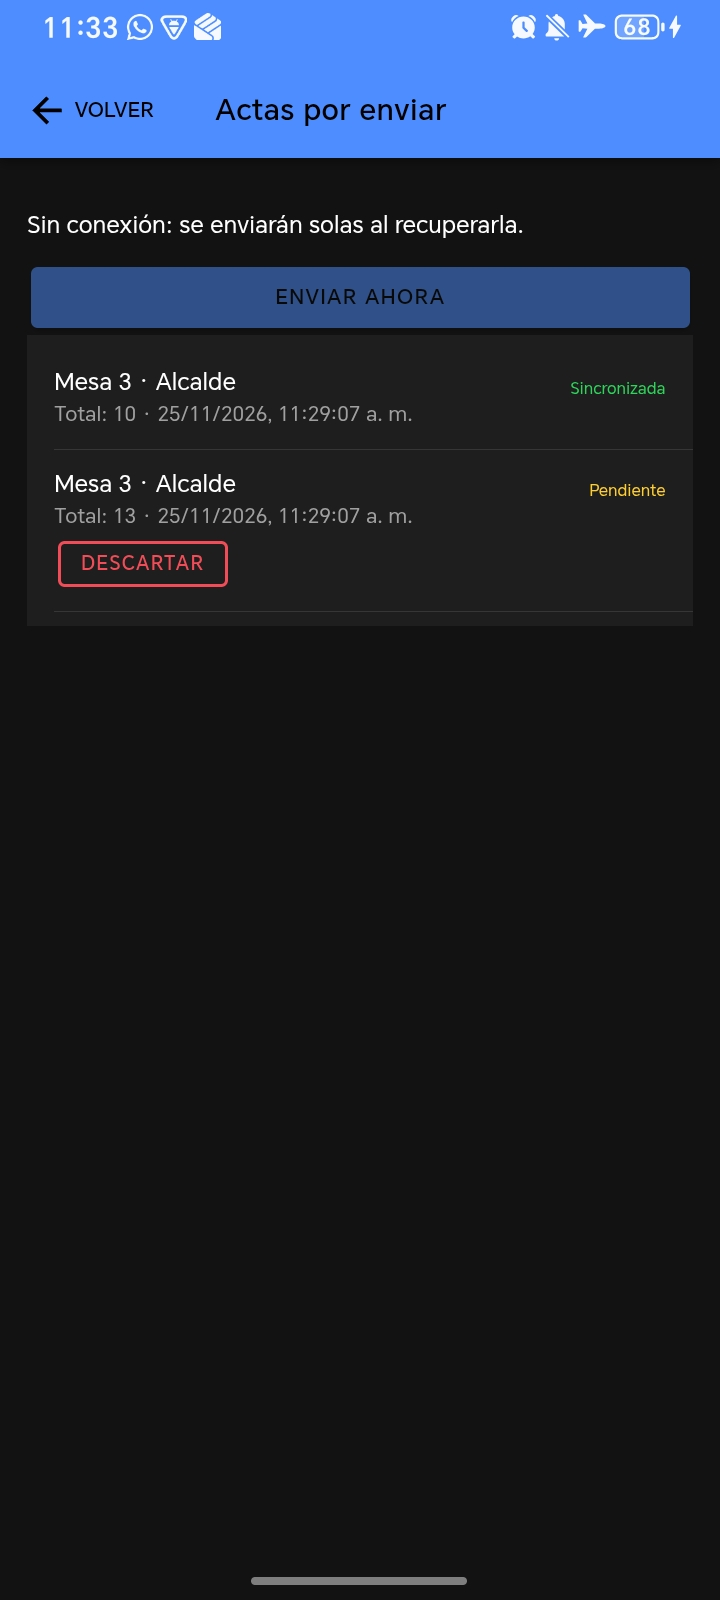 11:33
68
VOLVER
Actas por enviar
Sin conexión: se enviarán solas al recuperarla.
ENVIAR AHORA
Mesa 3 · Alcalde
Sincronizada
Total: 10 · 25/11/2026, 11:29:07 a. m.
Mesa 3 · Alcalde
Pendiente
Total: 13 · 25/11/2026, 11:29:07 a. m.
DESCARTAR